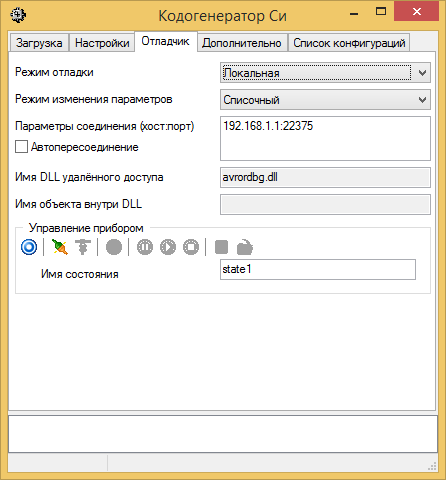 Кодогенератор Си
Загрузка Настройки Отладчик Дополнительно Список конфигураций
Режим отладки Локальная
Режим изменения параметров Списочный
Параметры соединения (хост:порт) 192.168.1.1:22375
Автопересоединение
Имя DLL удалённого доступа avrordbg.dll
Имя объекта внутри DLL
Управление прибором
Имя состояния state1